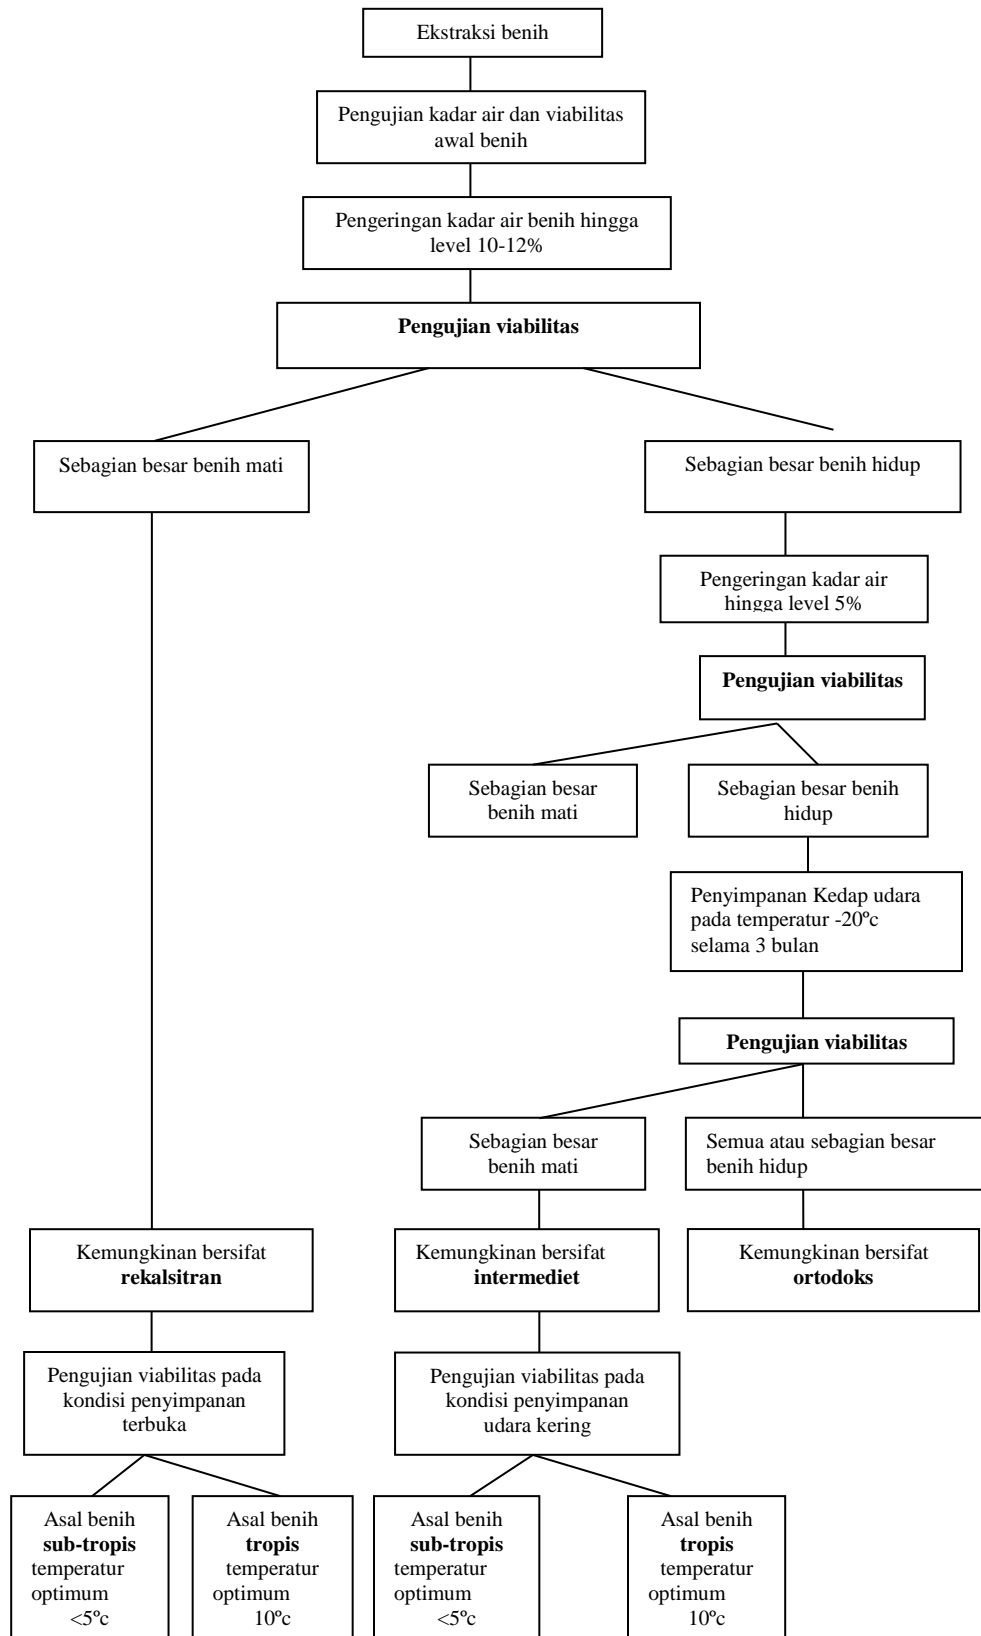 Ekstraksi benih
Pengujian kadar air dan viabilitas
awal benih
Pengeringan kadar air benih hingga
level 10-12%
Pengujian viabilitas
Sebagian besar benih mati
Sebagian besar benih hidup
Pengeringan kadar air
hingga level 5%
Pengujian viabilitas
Sebagian besar
benih mati
Sebagian besar benih
hidup
Penyimpanan Kedap udara
pada temperatur -20ºc
selama 3 bulan
Pengujian viabilitas
Sebagian besar
benih mati
Semua atau sebagian besar
benih hidup
Kemungkinan bersifat
rekalsitran
Kemungkinan bersifat
intermediet
Kemungkinan bersifat
ortodoks
Pengujian viabilitas pada
kondisi penyimpanan
terbuka
Pengujian viabilitas pada
kondisi penyimpanan
udara kering
Asal benih
sub-tropis
temperatur
optimum
<5ºc
Asal benih
tropis
temperatur
optimum
10ºc
Asal benih
sub-tropis
temperatur
optimum
<5ºc
Asal benih
tropis
temperatur
optimum
10ºc